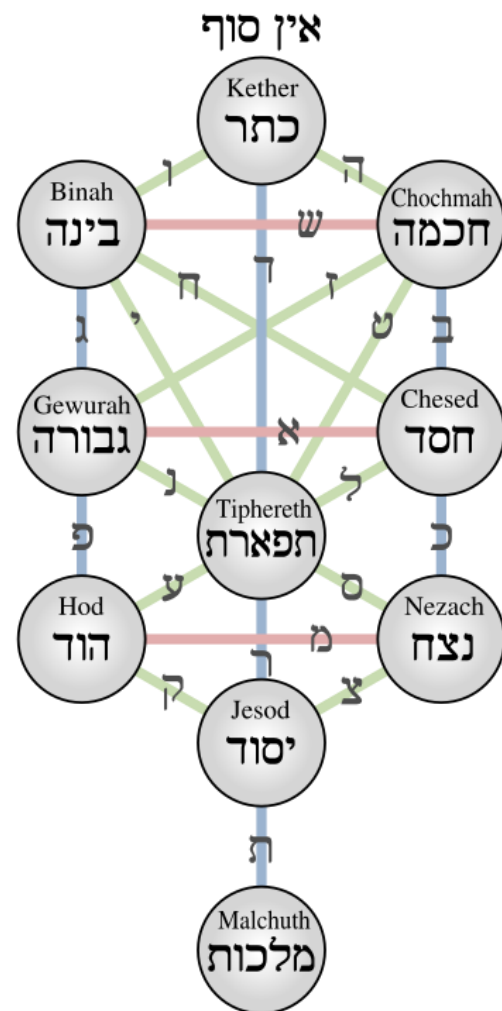 אין סוף
Kether
כתר
ו
ה
Binah
בינה
Chochmah
חכמה
ש
ד
ח
ז
ג
י
ט
ב
Gewurah
גבורה
Chesed
חסד
א
נ
ל
Tiphereth
תפארת
פ
כ
ע
ס
Hod
הוד
Nezach
נצח
מ
ר
ק
צ
Jesod
יסוד
ת
Malchuth
מלכות